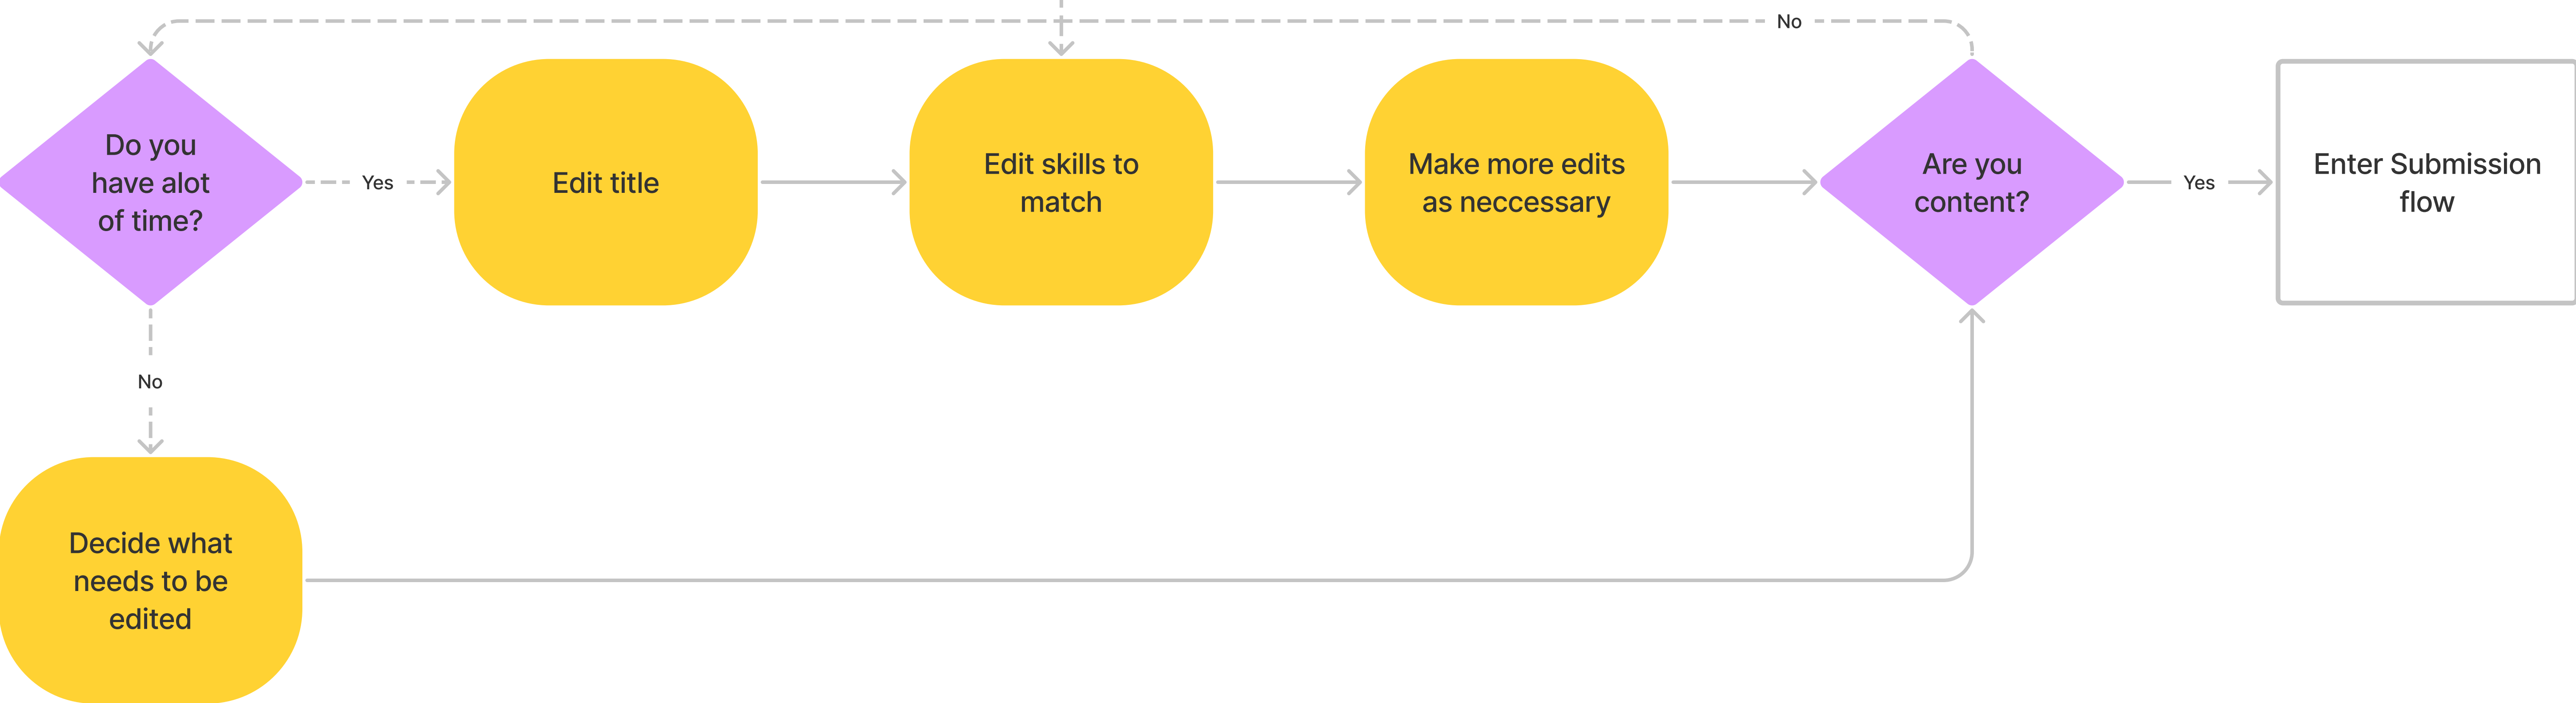 No
Do you
have alot
of time?
Yes
Edit title
Edit skills to
match
Make more edits
as neccessary
Are you
content?
Yes
Enter Submission
flow
No
Decide what
needs to be
edited